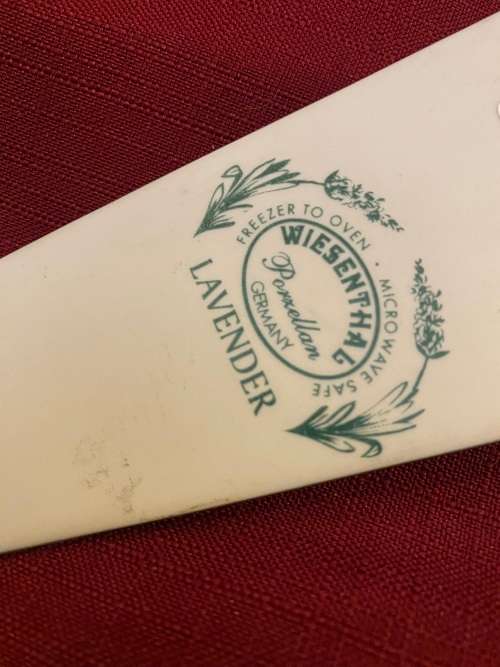 FREEZER TO OVEN · MICROWAVE SAFE
WIESENTHAL
Porzellan
GERMANY
LAVENDER